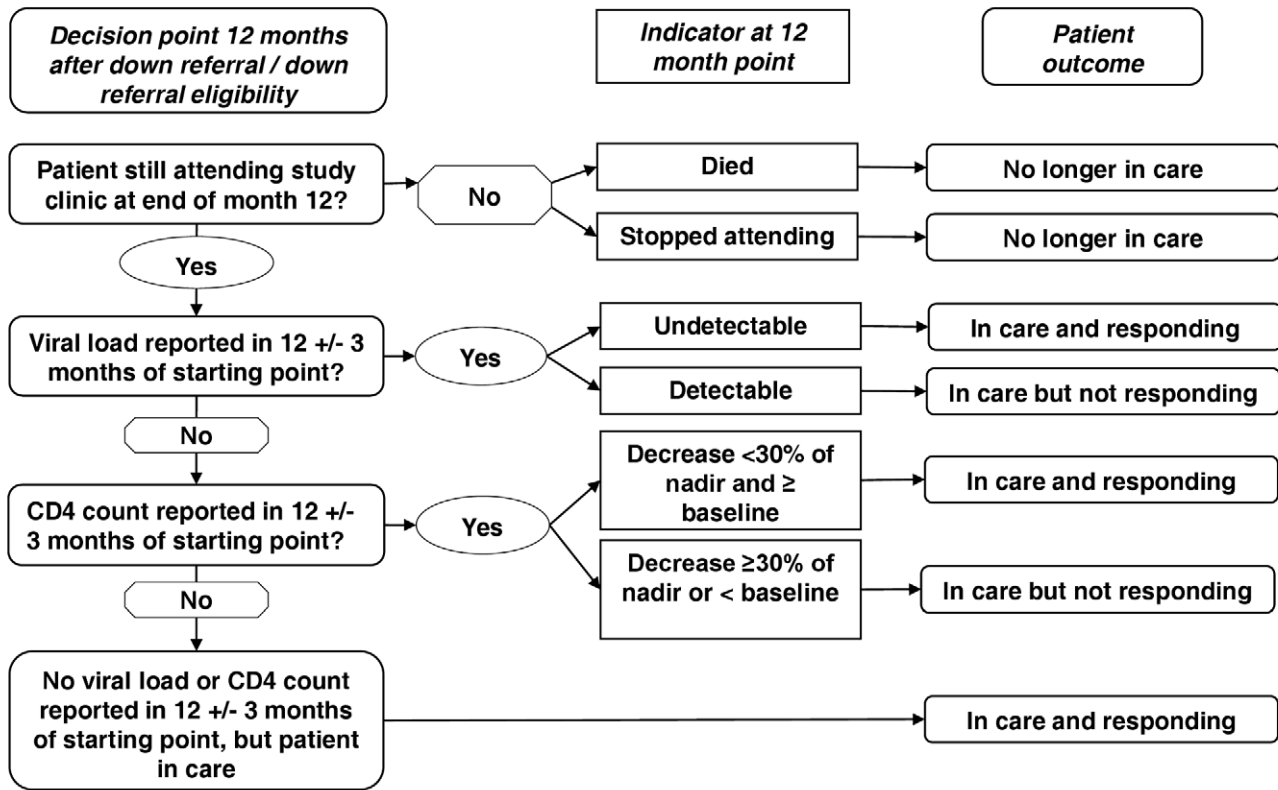 Decision point 12 months
after down referral / down
referral eligibility
Indicator at 12
month point
Patient
outcome
Patient still attending study
clinic at end of month 12?
No
Died
No longer in care
Stopped attending
No longer in care
Yes
Viral load reported in 12 +/- 3
months of starting point?
Yes
Undetectable
In care and responding
Detectable
In care but not responding
No
CD4 count reported in 12 +/-
3 months of starting point?
Yes
Decrease <30% of
nadir and ≥
baseline
In care and responding
Decrease ≥30% of
nadir or < baseline
In care but not responding
No
No viral load or CD4 count
reported in 12 +/- 3 months
of starting point, but patient
in care
In care and responding